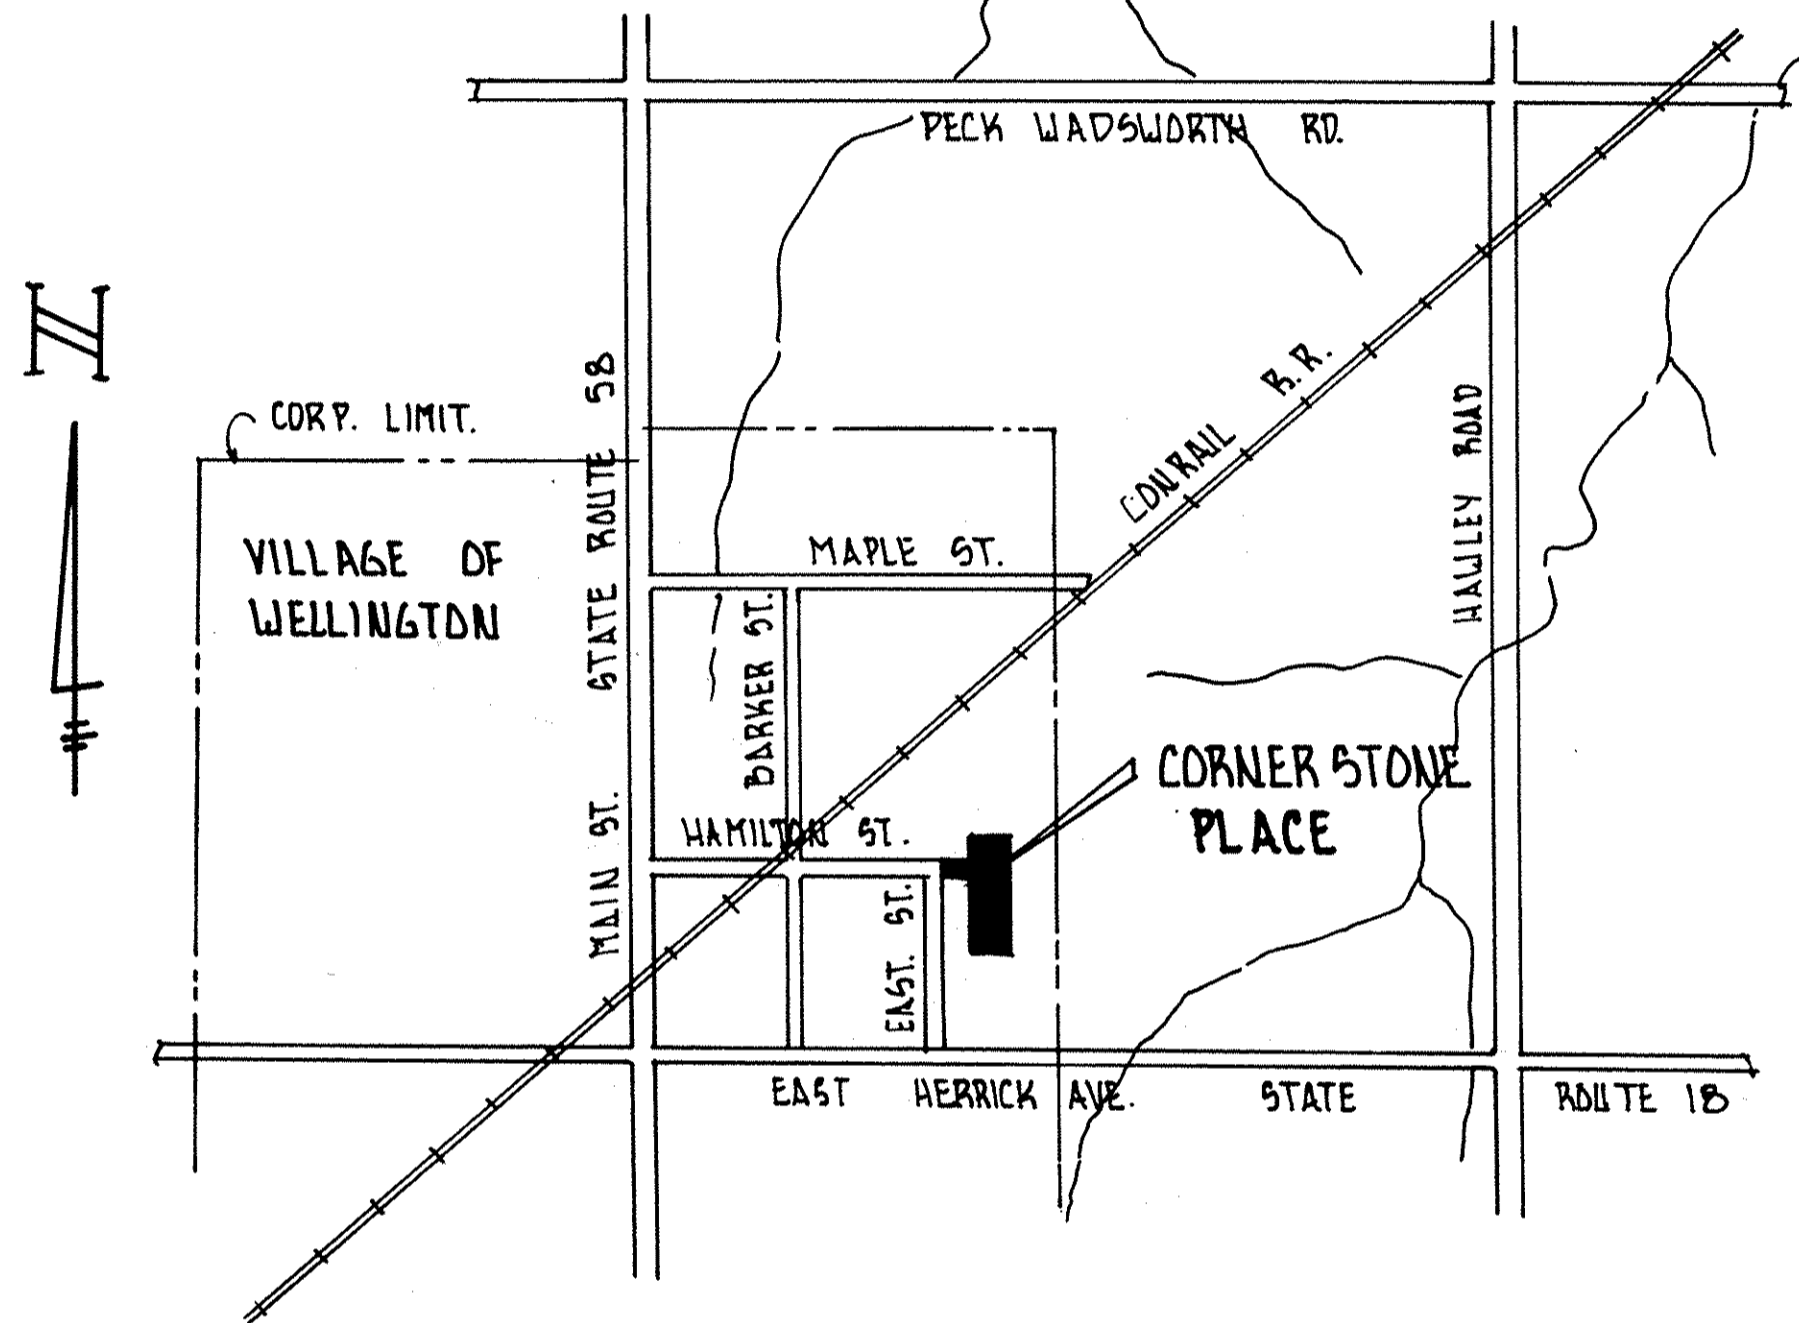 PECK WADSWORTH RD.
N
CORP. LIMIT.
STATE ROUTE 58
CONRAIL R.R.
HAWLEY ROAD
VILLAGE OF
WELLINGTON
MAPLE ST.
BARKER ST.
MAIN ST.
HAMILTON ST.
CORNER STONE
PLACE
EAST. ST.
EAST HERRICK AVE. STATE ROUTE 18